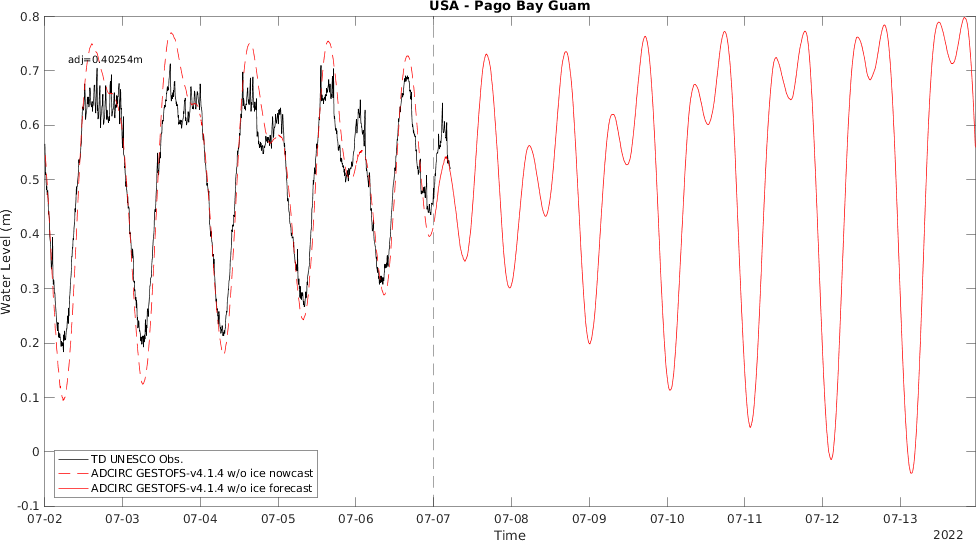 USA - Pago Bay Guam
adj=0.40254m
Water Level (m)
0.8
0.7
0.6
0.5
0.4
0.3
0.2
0.1
0
-0.1
TD UNESCO Obs.
ADCIRC GESTOFS-v4.1.4 w/o ice nowcast
ADCIRC GESTOFS-v4.1.4 w/o ice forecast
07-02 07-03 07-04 07-05 07-06 07-07 07-08 07-09 07-10 07-11 07-12 07-13
Time
2022